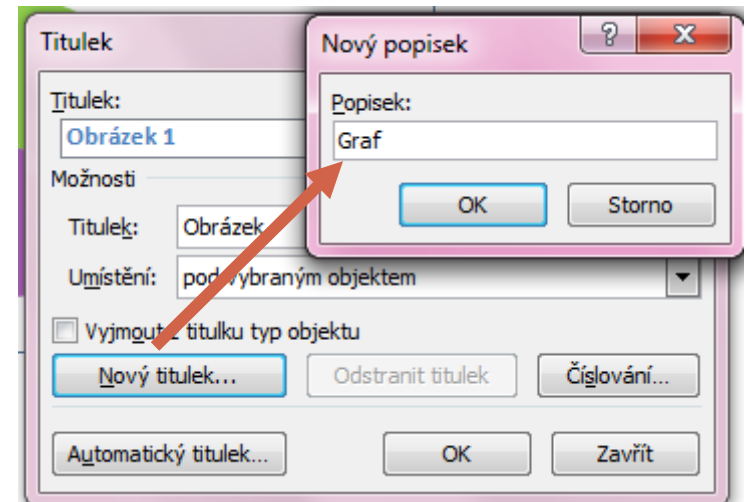 Titulek
Nový popisek
?
X
Titulek:
Obrázek 1
Popisek:
Graf
OK
Storno
Možnosti
Titulek:
Obrázek
Umístění:
pod vybraným objektem
Vyjmout z titulku typ objektu
Nový titulek...
Odstranit titulek
Číslování...
Automatický titulek...
OK
Zavřít